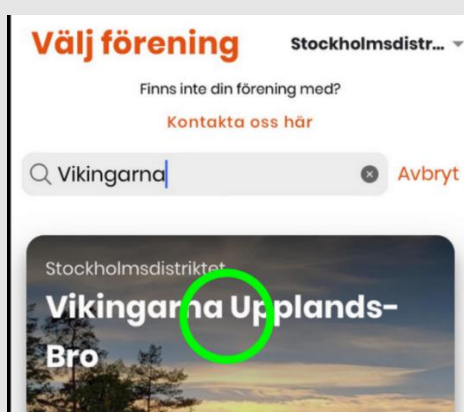 Välj förening
Stockholmsdistr...
Finns inte din förening med?
Kontakta oss här
Vikingarna
Avbryt
Stockholmsdistriktet
Vikingarna Upplands-
Bro